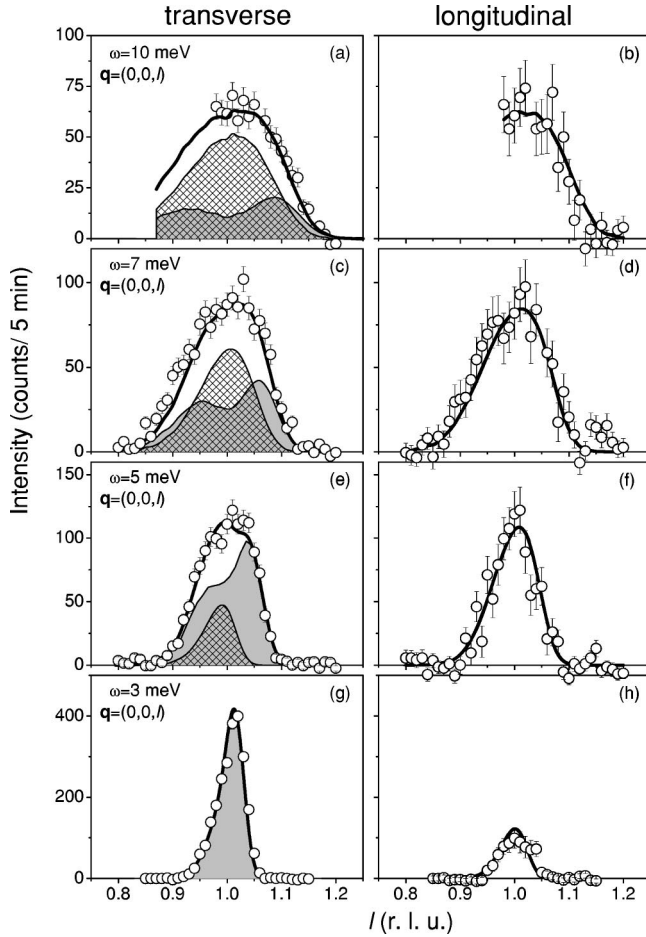 transverse longitudinal
ω=10 meV (a) (b)
q=(0,0,l)
100
75
50
25
0
ω=7 meV (c) (d)
q=(0,0,l)
100
50
0
ω=5 meV (e) (f)
q=(0,0,l)
150
100
50
0
ω=3 meV (g) (h)
q=(0,0,l)
400
200
0
Intensity (counts/ 5 min)
0.8 0.9 1.0 1.1 1.2 0.8 0.9 1.0 1.1 1.2
l (r. l. u.)